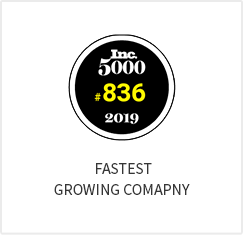 Inc.
5000
#836
2019
FASTEST
GROWING COMAPNY